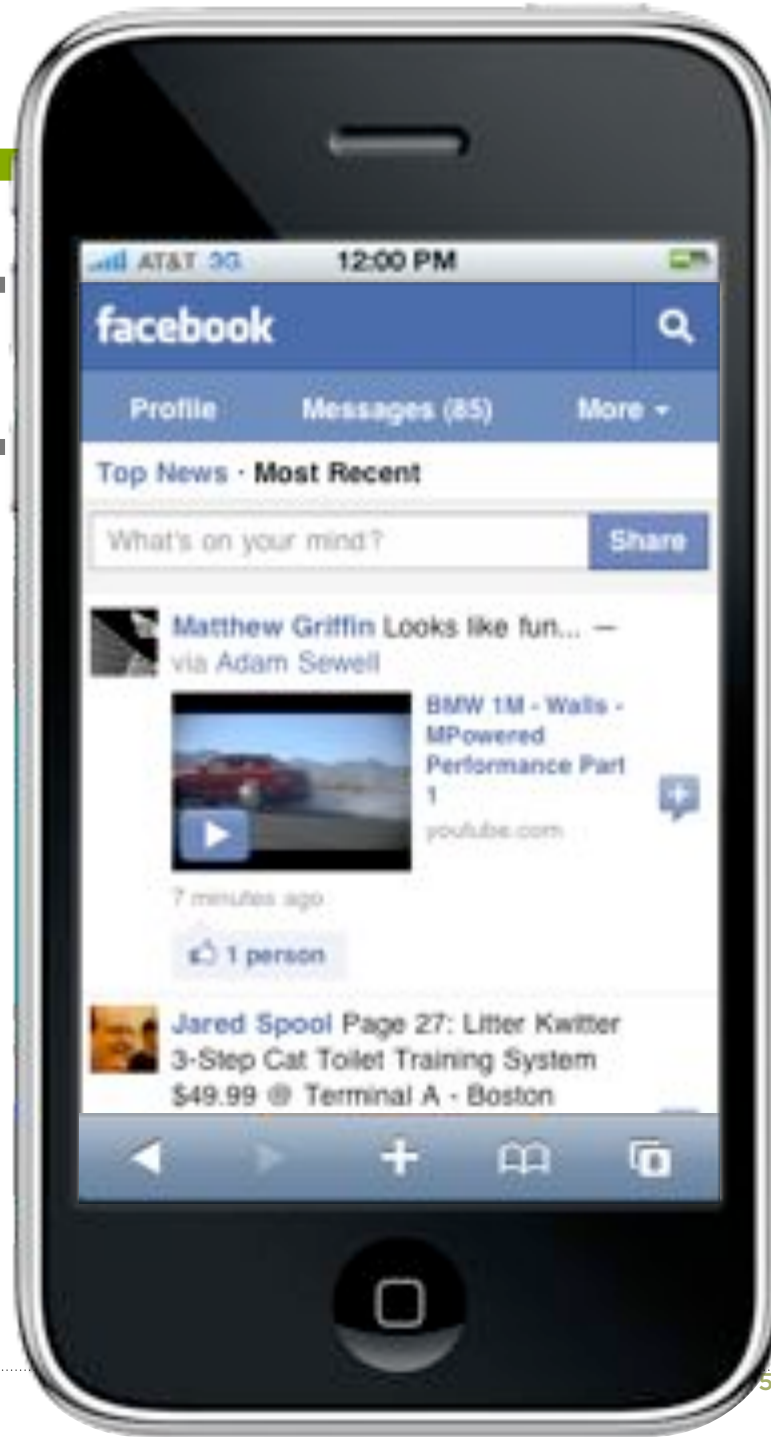 AT&T 3G 12:00 PM
facebook
Profile Messages (85) More
Top News · Most Recent
What's on your mind? Share
Matthew Griffin Looks like fun... —
via Adam Sewell
BMW 1M - Walls -
MPowered
Performance Part
1
youtube.com
7 minutes ago
1 person
Jared Spool Page 27: Litter Kwitter
3-Step Cat Toilet Training System
$49.99 @ Terminal A - Boston
8
5